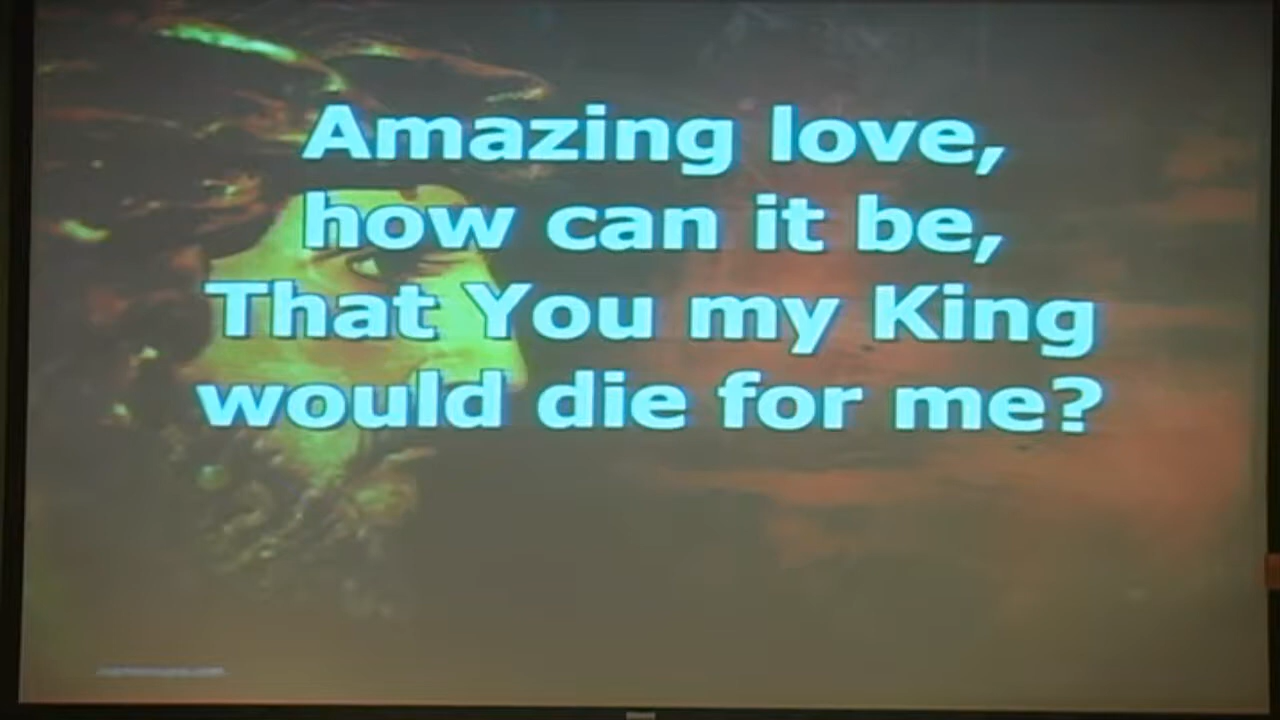 Amazing love,
how can it be,
That You my King
would die for me?